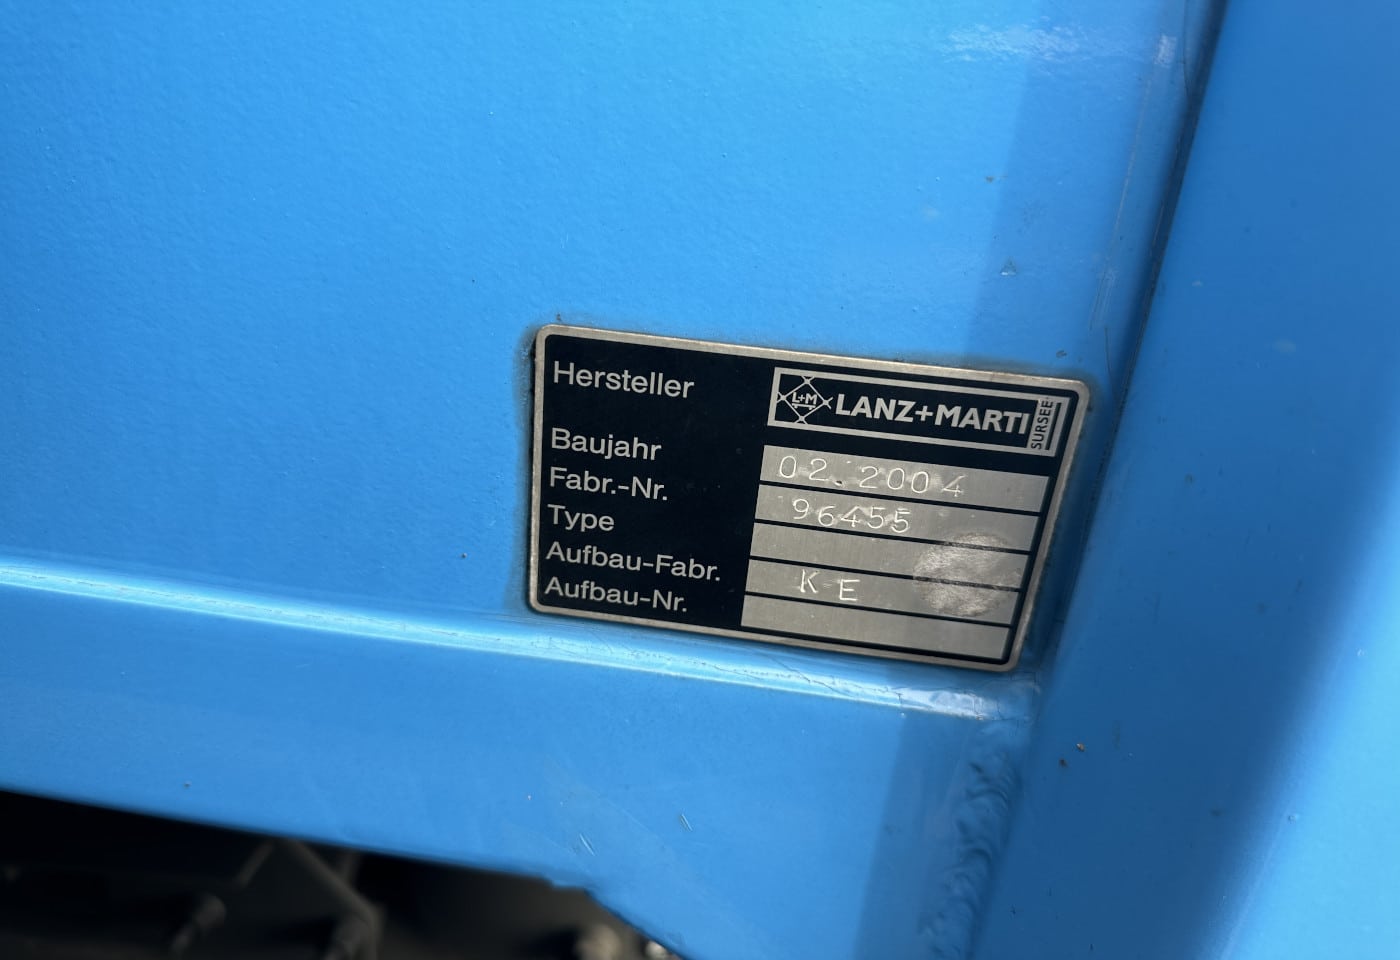 Hersteller L+M LANZ+MARTI SURSEE
Baujahr 02.2004
Fabr.-Nr. 96455
Type
Aufbau-Fabr. KE
Aufbau-Nr.